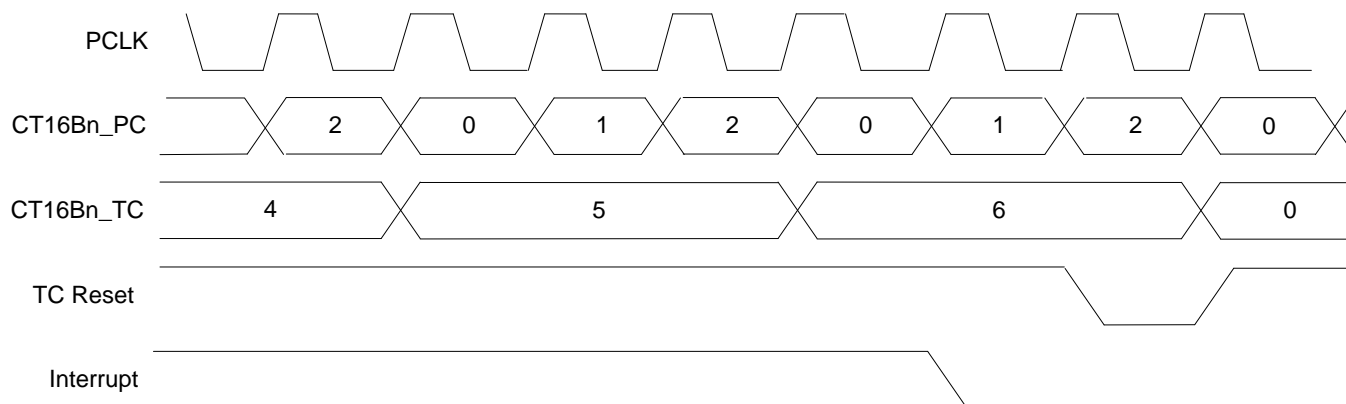 PCLK
CT16Bn_PC 2 0 1 2 0 1 2 0
CT16Bn_TC 4 5 6 0
TC Reset
Interrupt